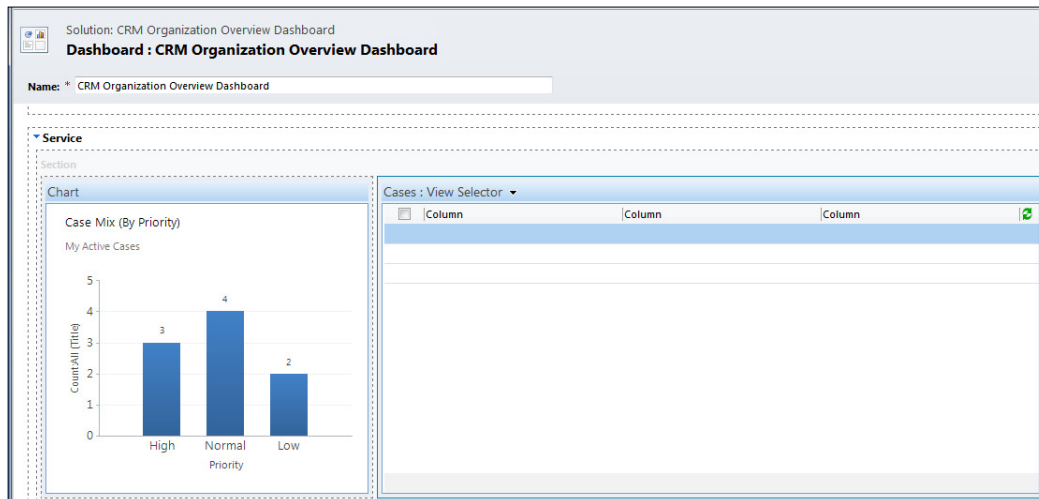 Solution: CRM Organization Overview Dashboard
Dashboard : CRM Organization Overview Dashboard
Name: * CRM Organization Overview Dashboard
Service
Section
Chart
Case Mix (By Priority)
My Active Cases
5
4
3
2
1
0
Count:All (Title)
3
4
2
High Normal Low
Priority
Cases : View Selector
Column Column Column